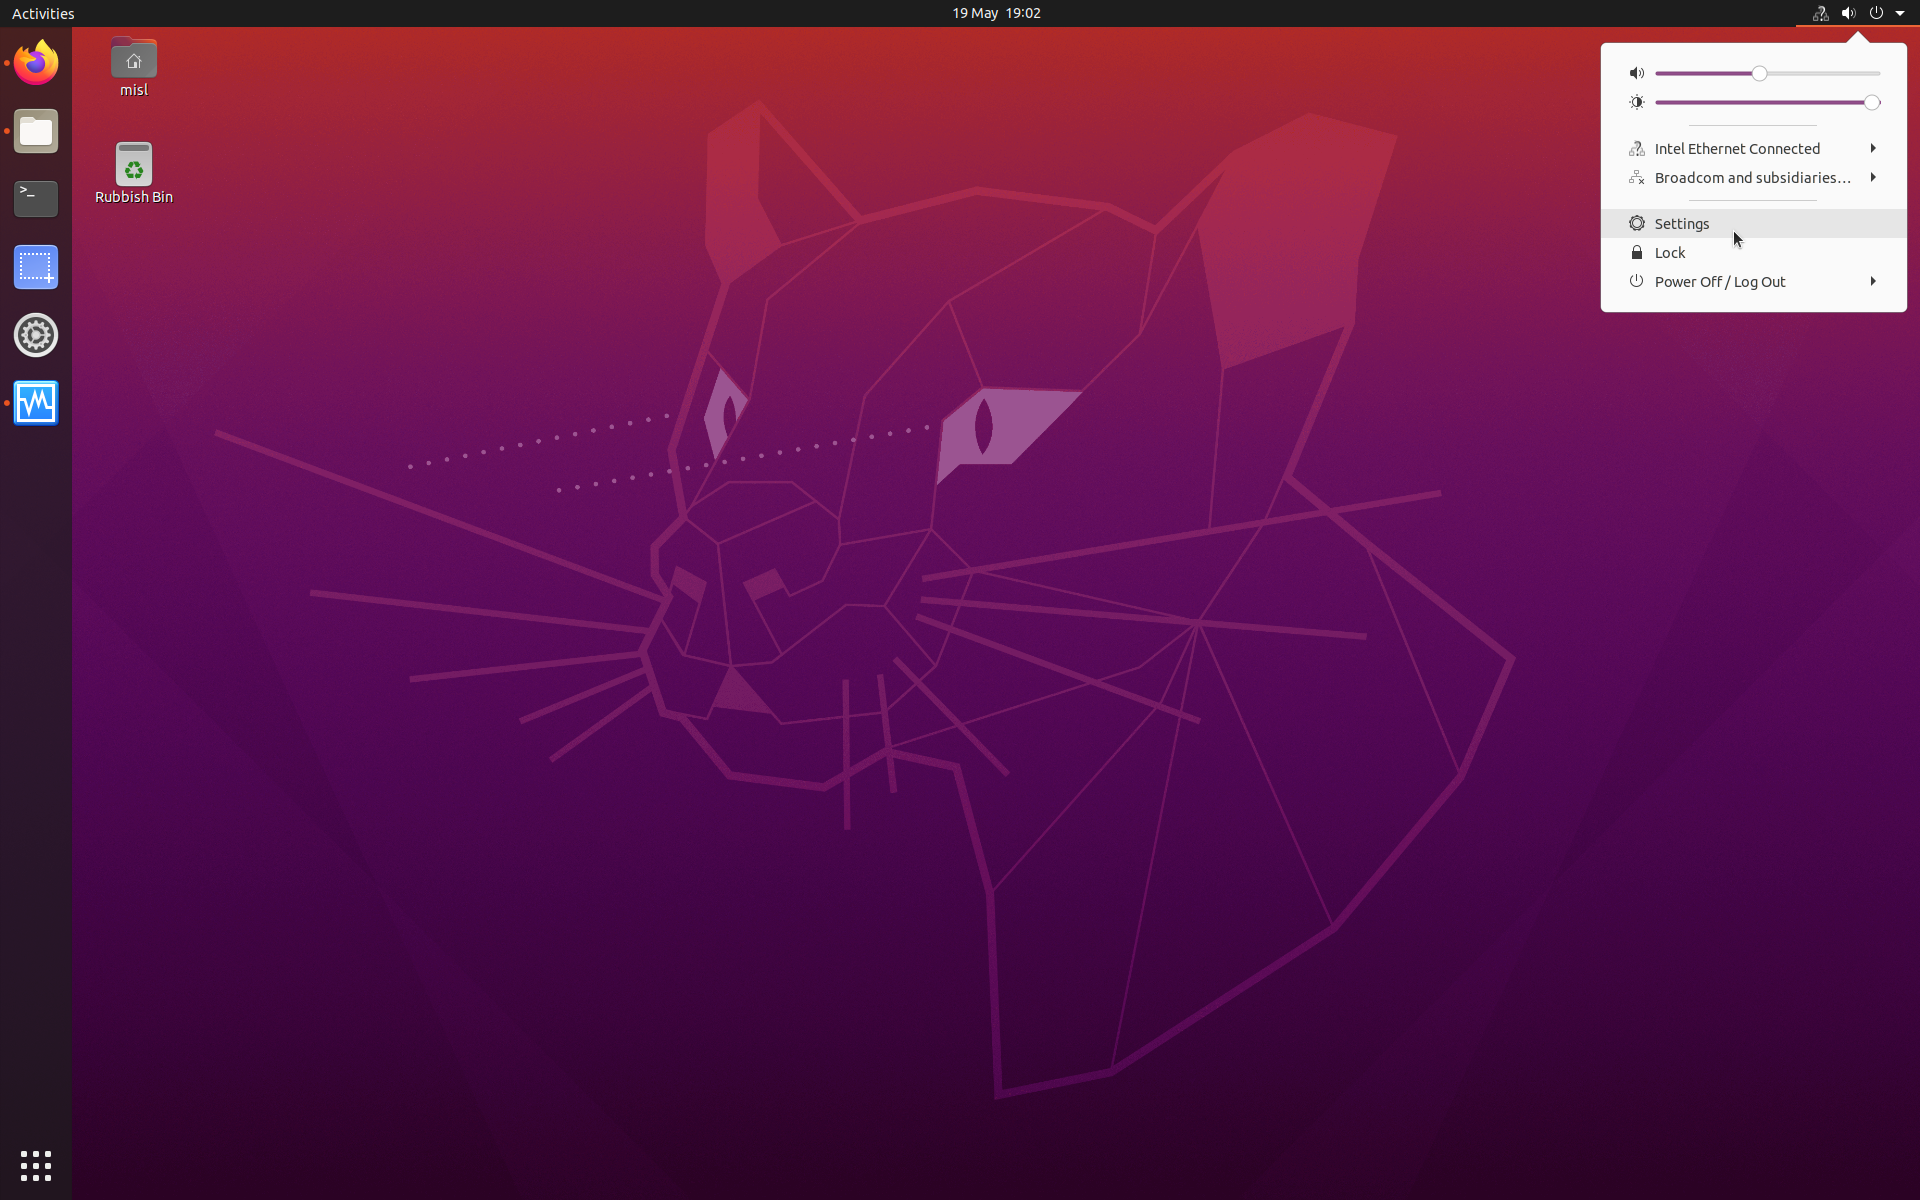 Activities
19 May 19:02
misl
Rubbish Bin
>_
Intel Ethernet Connected
Broadcom and subsidiaries…
Settings
Lock
Power Off / Log Out